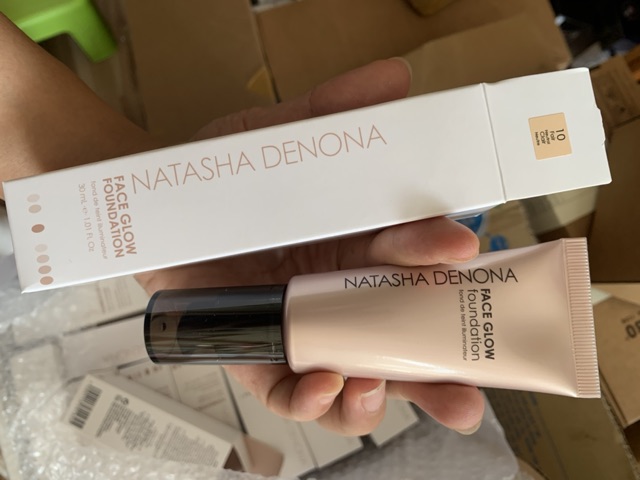 NATASHA DENONA
FACE GLOW
FOUNDATION
fond de teint illuminateur
30 mL ℮ 1.01 Fl. Oz
10
NATASHA DENONA
FACE GLOW
foundation
fond de teint illuminateur